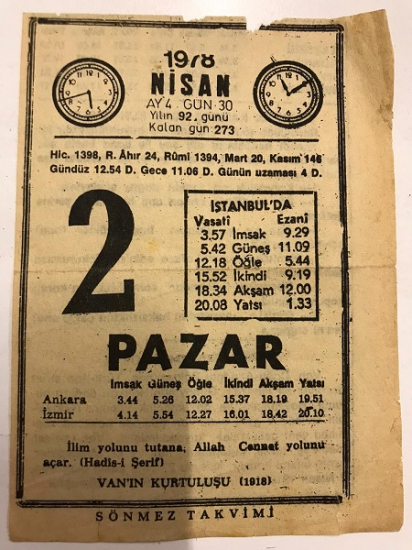 1978
NİSAN
AY 4 GÜN 30
Yılın 92. günü
Kalan gün 273
Hic. 1398, R. Âhır 24, Rûmi 1394, Mart 20, Kasım 146
Gündüz 12.54 D. Gece 11.06 D. Günün uzaması 4 D.
2
İSTANBUL'DA
Vasatî Ezanî
3.57 İmsak 9.29
5.42 Güneş 11.09
12.18 Öğle 5.44
15.52 İkindi 9.19
18.34 Akşam 12.00
20.08 Yatsı 1.33
PAZAR
İmsak Güneş Öğle İkindi Akşam Yatsı
Ankara 3.44 5.26 12.02 15.37 18.19 19.51
İzmir 4.14 5.54 12.27 16.01 18.42 20.10
İlim yolunu tutana, Allah Cennet yolunu
açar. (Hadîs-i Şerif)
VAN'IN KURTULUŞU (1918)
SÖNMEZ TAKVİMİ